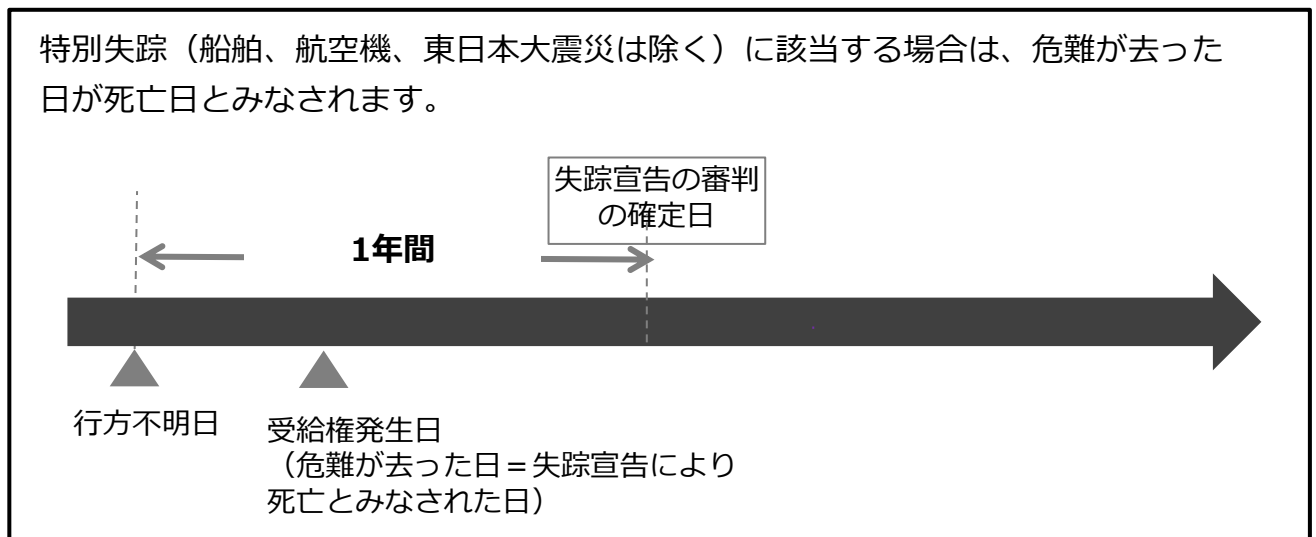 特別失踪（船舶、航空機、東日本大震災は除く）に該当する場合は、危難が去った
日が死亡日とみなされます。
失踪宣告の審判
の確定日
1年間
行方不明日
受給権発生日
（危難が去った日＝失踪宣告により
死亡とみなされた日）